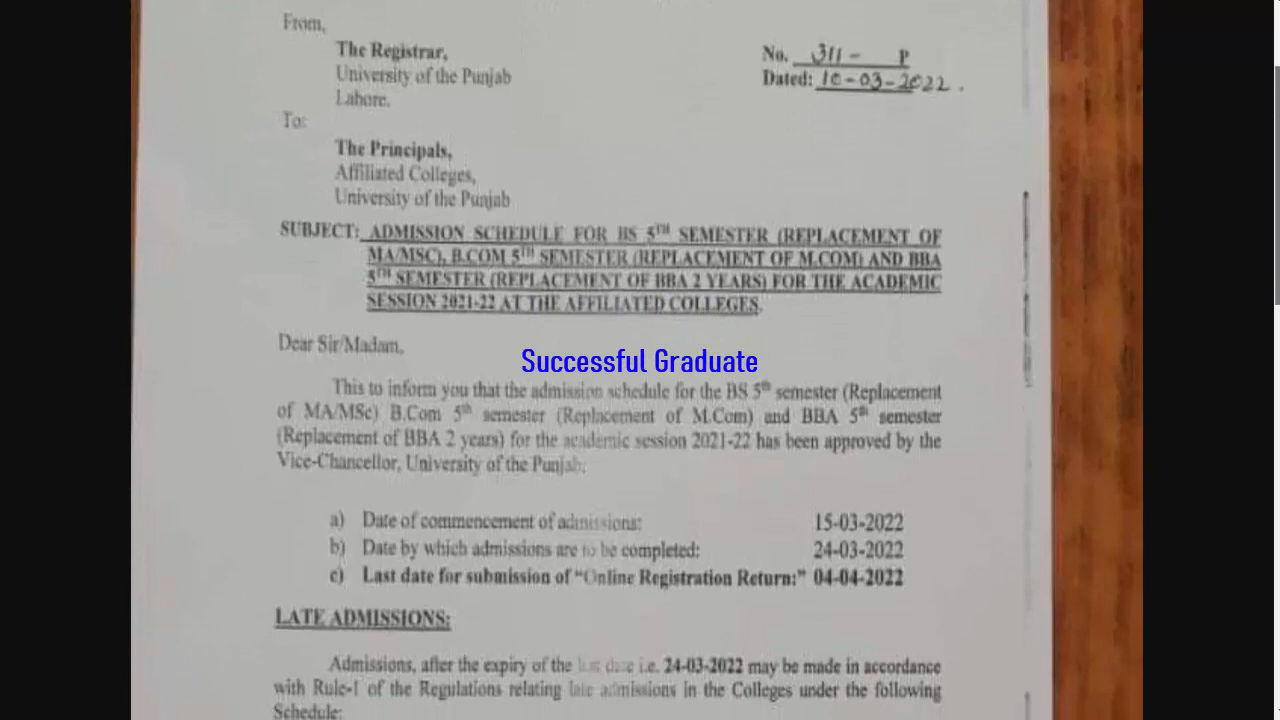 From,
The Registrar,
University of the Punjab
Lahore.
No. 311- P
Dated: 10-03-2022.
To:
The Principals,
Affiliated Colleges,
University of the Punjab
SUBJECT: ADMISSION SCHEDULE FOR BS 5TH SEMESTER (REPLACEMENT OF
MA/MSC), B.COM 5TH SEMESTER (REPLACEMENT OF M.COM) AND BBA
5TH SEMESTER (REPLACEMENT OF BBA 2 YEARS) FOR THE ACADEMIC
SESSION 2021-22 AT THE AFFILIATED COLLEGES.
Dear Sir/Madam,
Successful Graduate
This to inform you that the admission schedule for the BS 5th semester (Replacement
of MA/MSc) B.Com 5th semester (Replacement of M.Com) and BBA 5th semester
(Replacement of BBA 2 years) for the academic session 2021-22 has been approved by the
Vice-Chancellor, University of the Punjab.
a) Date of commencement of admissions: 15-03-2022
b) Date by which admissions are to be completed: 24-03-2022
c) Last date for submission of "Online Registration Return:" 04-04-2022
LATE ADMISSIONS:
Admissions, after the expiry of the last date i.e. 24-03-2022 may be made in accordance
with Rule-1 of the Regulations relating late admissions in the Colleges under the following
Schedule: